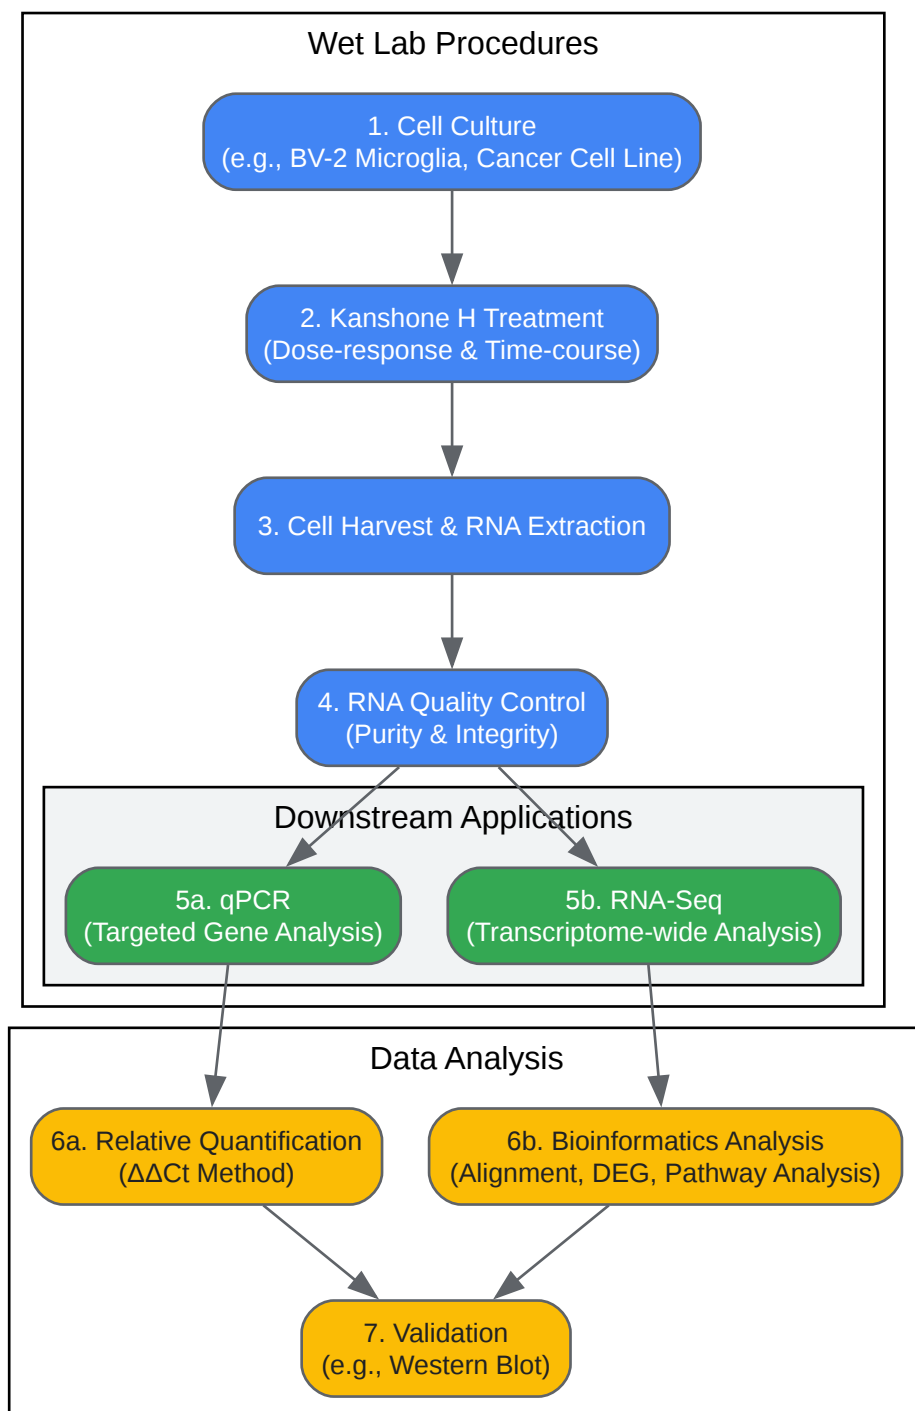 Wet Lab Procedures
1. Cell Culture
(e.g., BV-2 Microglia, Cancer Cell Line)
2. Kanshone H Treatment
(Dose-response & Time-course)
3. Cell Harvest & RNA Extraction
4. RNA Quality Control
(Purity & Integrity)
Downstream Applications
5a. qPCR
(Targeted Gene Analysis)
5b. RNA-Seq
(Transcriptome-wide Analysis)
Data Analysis
6a. Relative Quantification
(ΔΔCt Method)
6b. Bioinformatics Analysis
(Alignment, DEG, Pathway Analysis)
7. Validation
(e.g., Western Blot)